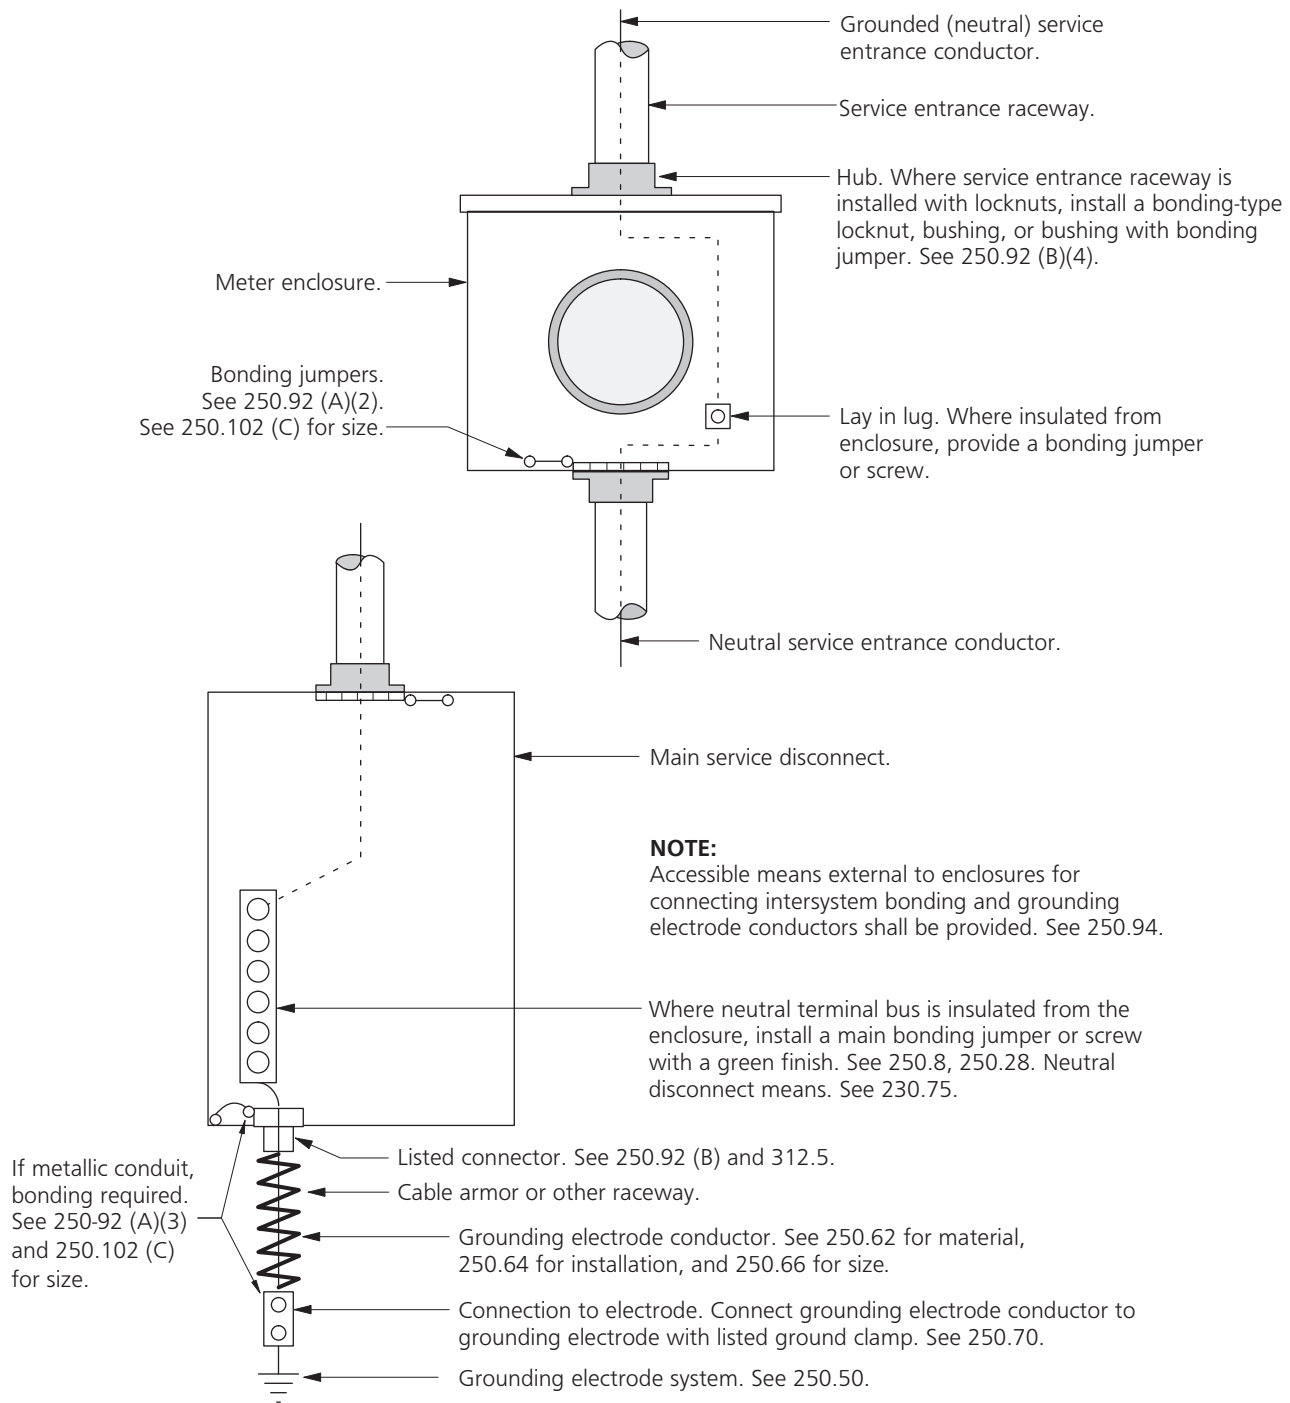 Grounded (neutral) service
entrance conductor.
Service entrance raceway.
Hub. Where service entrance raceway is
installed with locknuts, install a bonding-type
locknut, bushing, or bushing with bonding
jumper. See 250.92 (B)(4).
Meter enclosure.
Bonding jumpers.
See 250.92 (A)(2).
See 250.102 (C) for size.
Lay in lug. Where insulated from
enclosure, provide a bonding jumper
or screw.
Neutral service entrance conductor.
Main service disconnect.
NOTE:
Accessible means external to enclosures for
connecting intersystem bonding and grounding
electrode conductors shall be provided. See 250.94.
Where neutral terminal bus is insulated from the
enclosure, install a main bonding jumper or screw
with a green finish. See 250.8, 250.28. Neutral
disconnect means. See 230.75.
Listed connector. See 250.92 (B) and 312.5.
If metallic conduit,
bonding required.
See 250-92 (A)(3)
and 250.102 (C)
for size.
Cable armor or other raceway.
Grounding electrode conductor. See 250.62 for material,
250.64 for installation, and 250.66 for size.
Connection to electrode. Connect grounding electrode conductor to
grounding electrode with listed ground clamp. See 250.70.
Grounding electrode system. See 250.50.